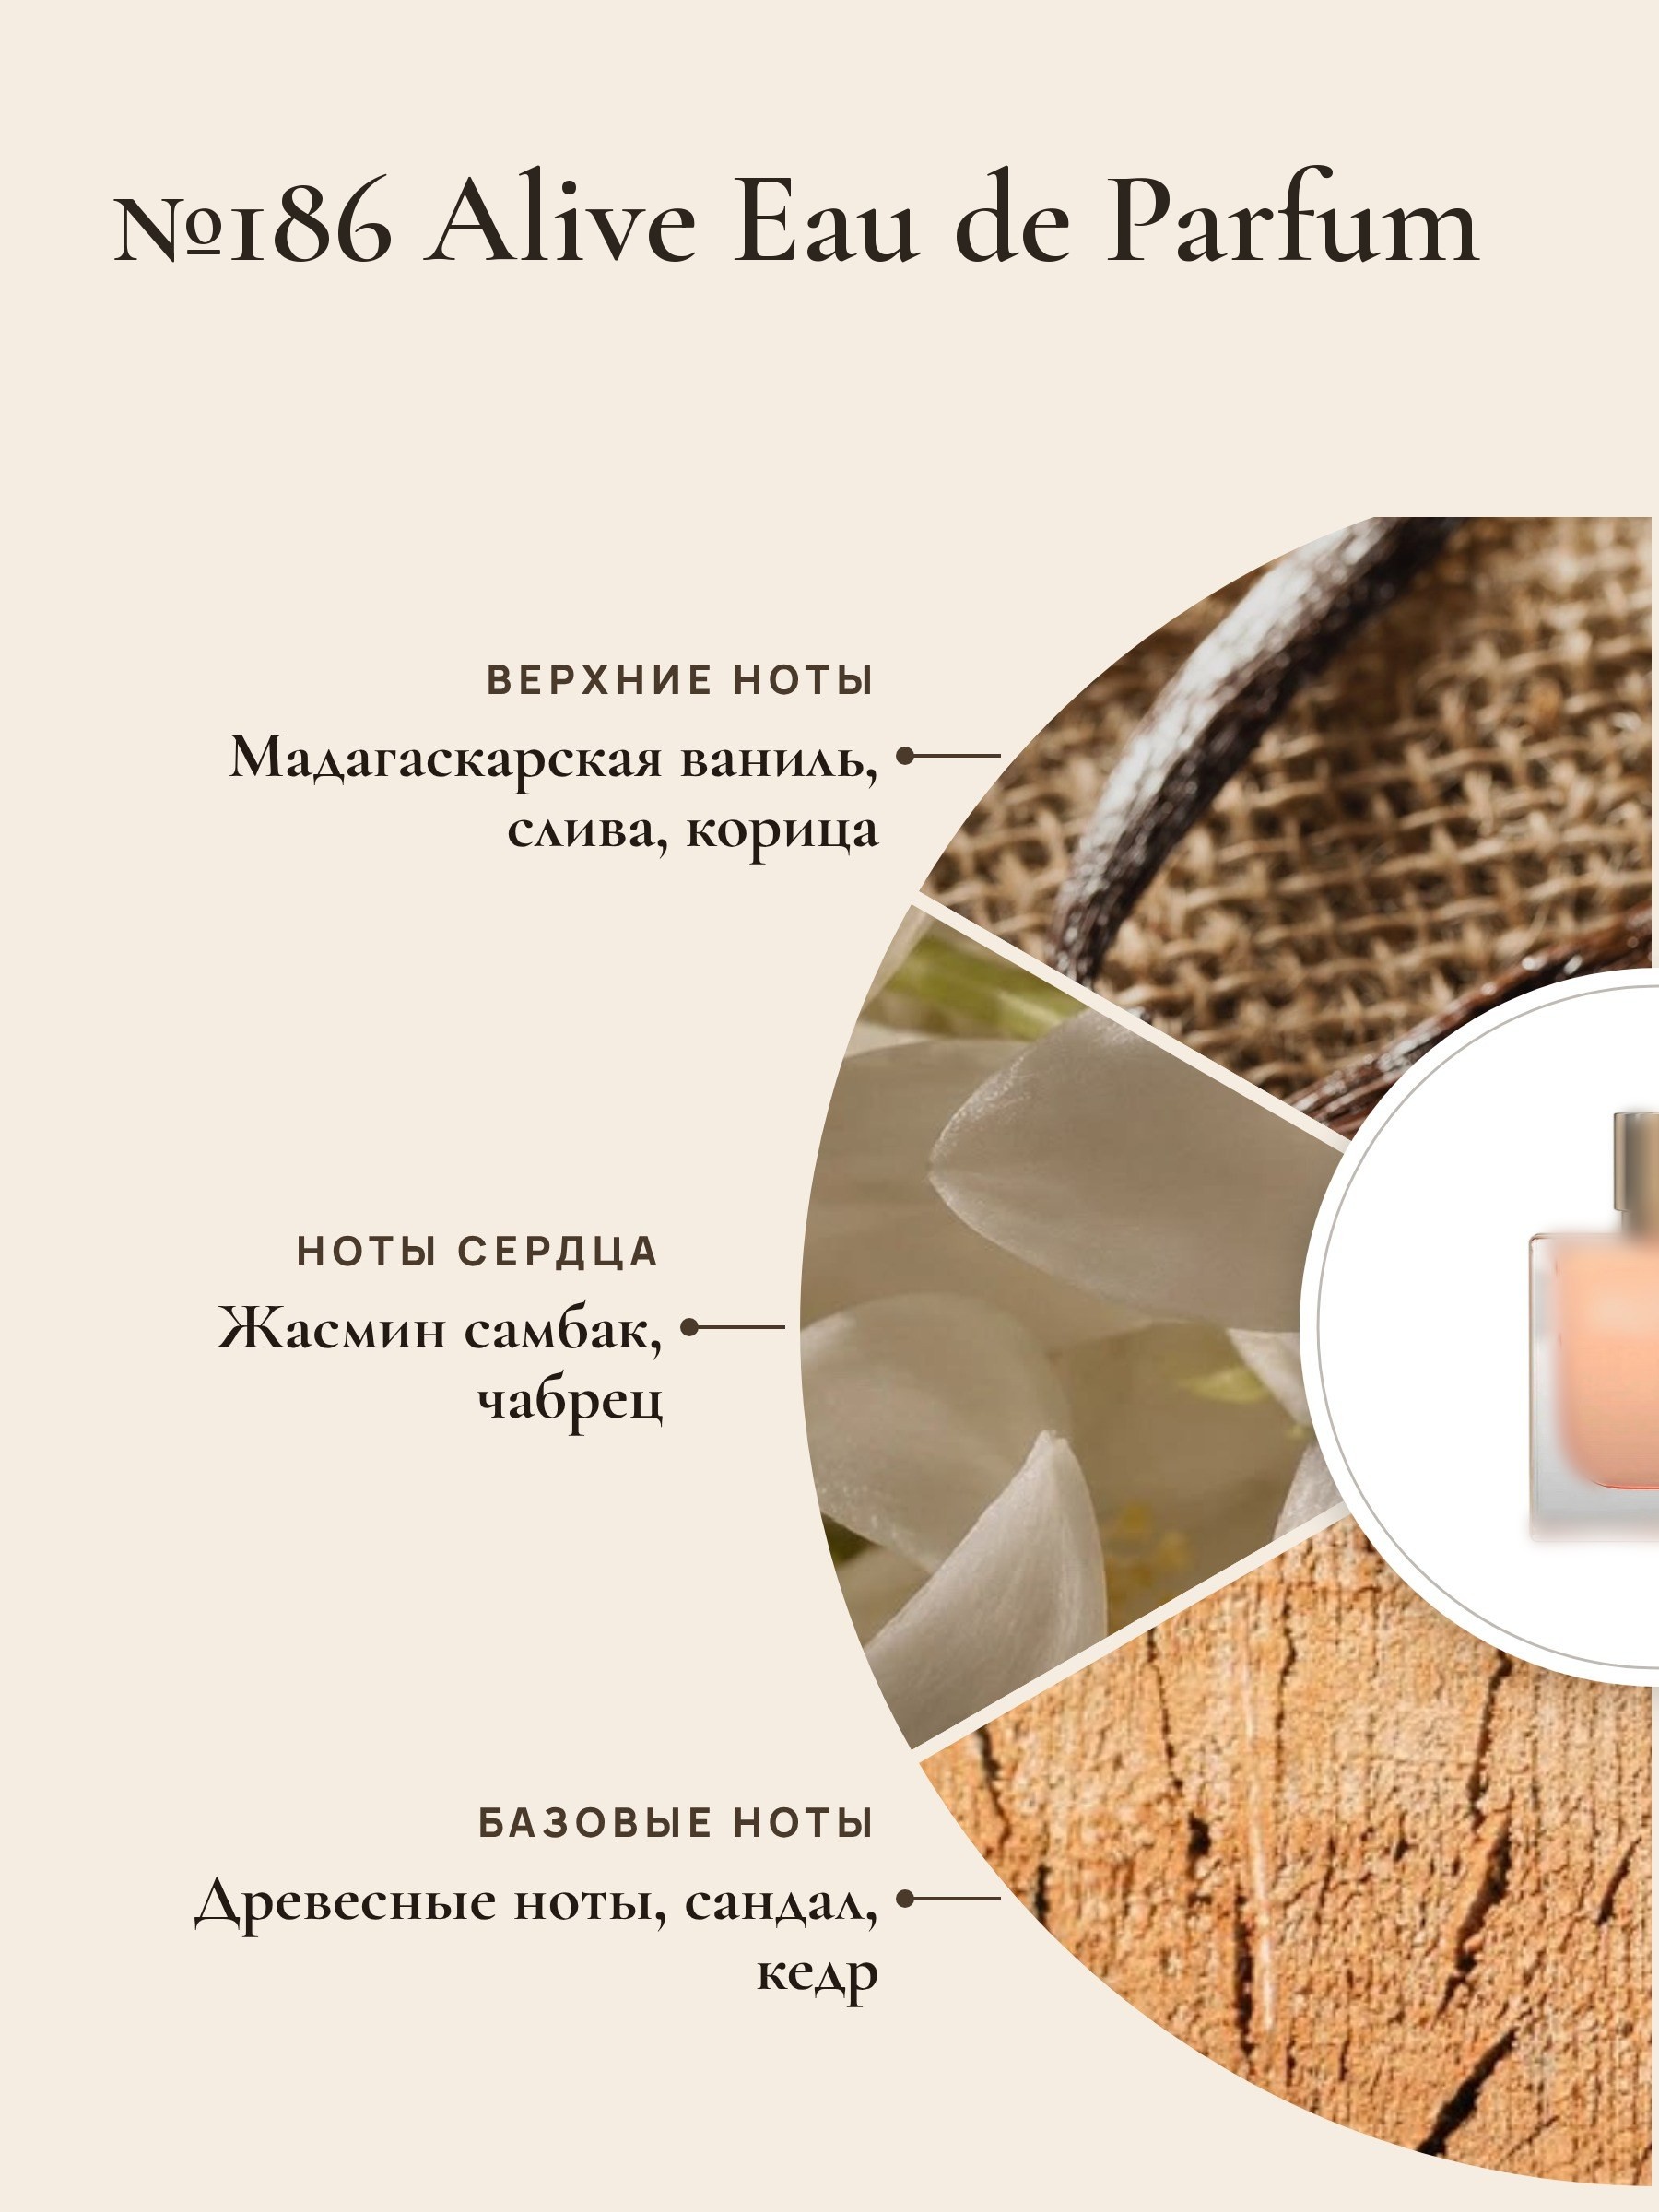 №186 Alive Eau de Parfum
ВЕРХНИЕ НОТЫ
Мадагаскарская ваниль,
слива, корица
НОТЫ СЕРДЦА
Жасмин самбак,
чабрец
БАЗОВЫЕ НОТЫ
Древесные ноты, сандал,
кедр